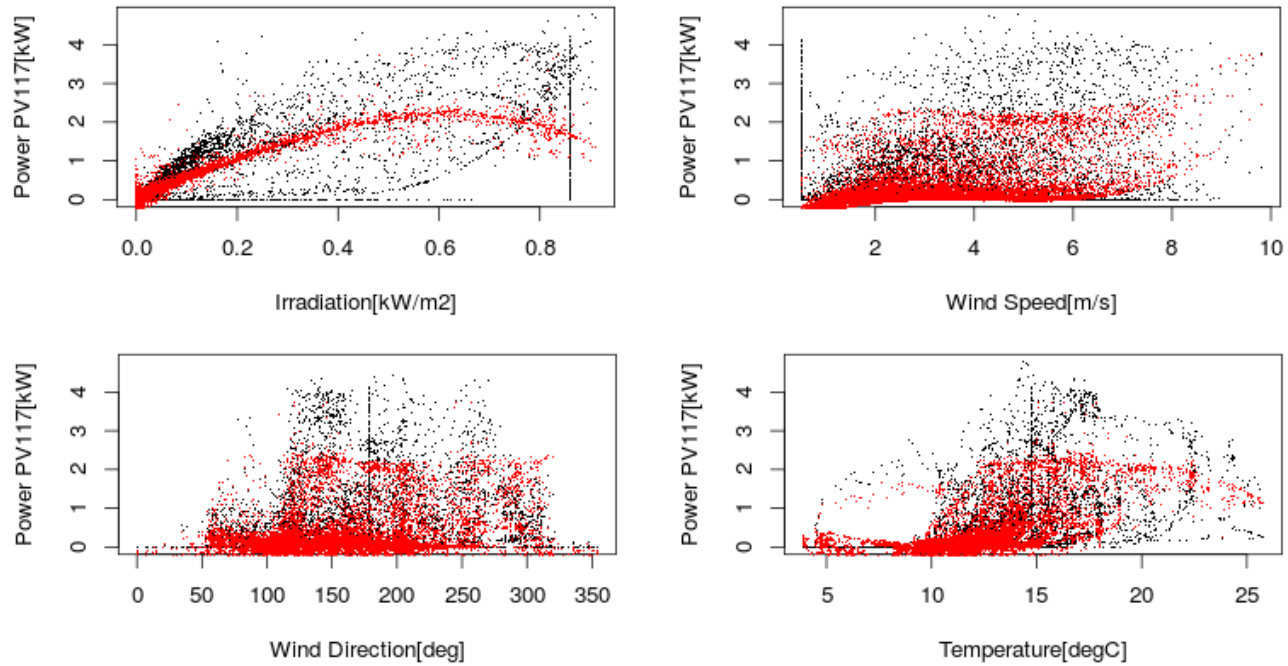 Power PV117[kW]
4
3
2
1
0
0.0 0.2 0.4 0.6 0.8
Irradiation[kW/m2]
Power PV117[kW]
4
3
2
1
0
2 4 6 8 10
Wind Speed[m/s]
Power PV117[kW]
4
3
2
1
0
0 50 100 150 200 250 300 350
Wind Direction[deg]
Power PV117[kW]
4
3
2
1
0
5 10 15 20 25
Temperature[degC]